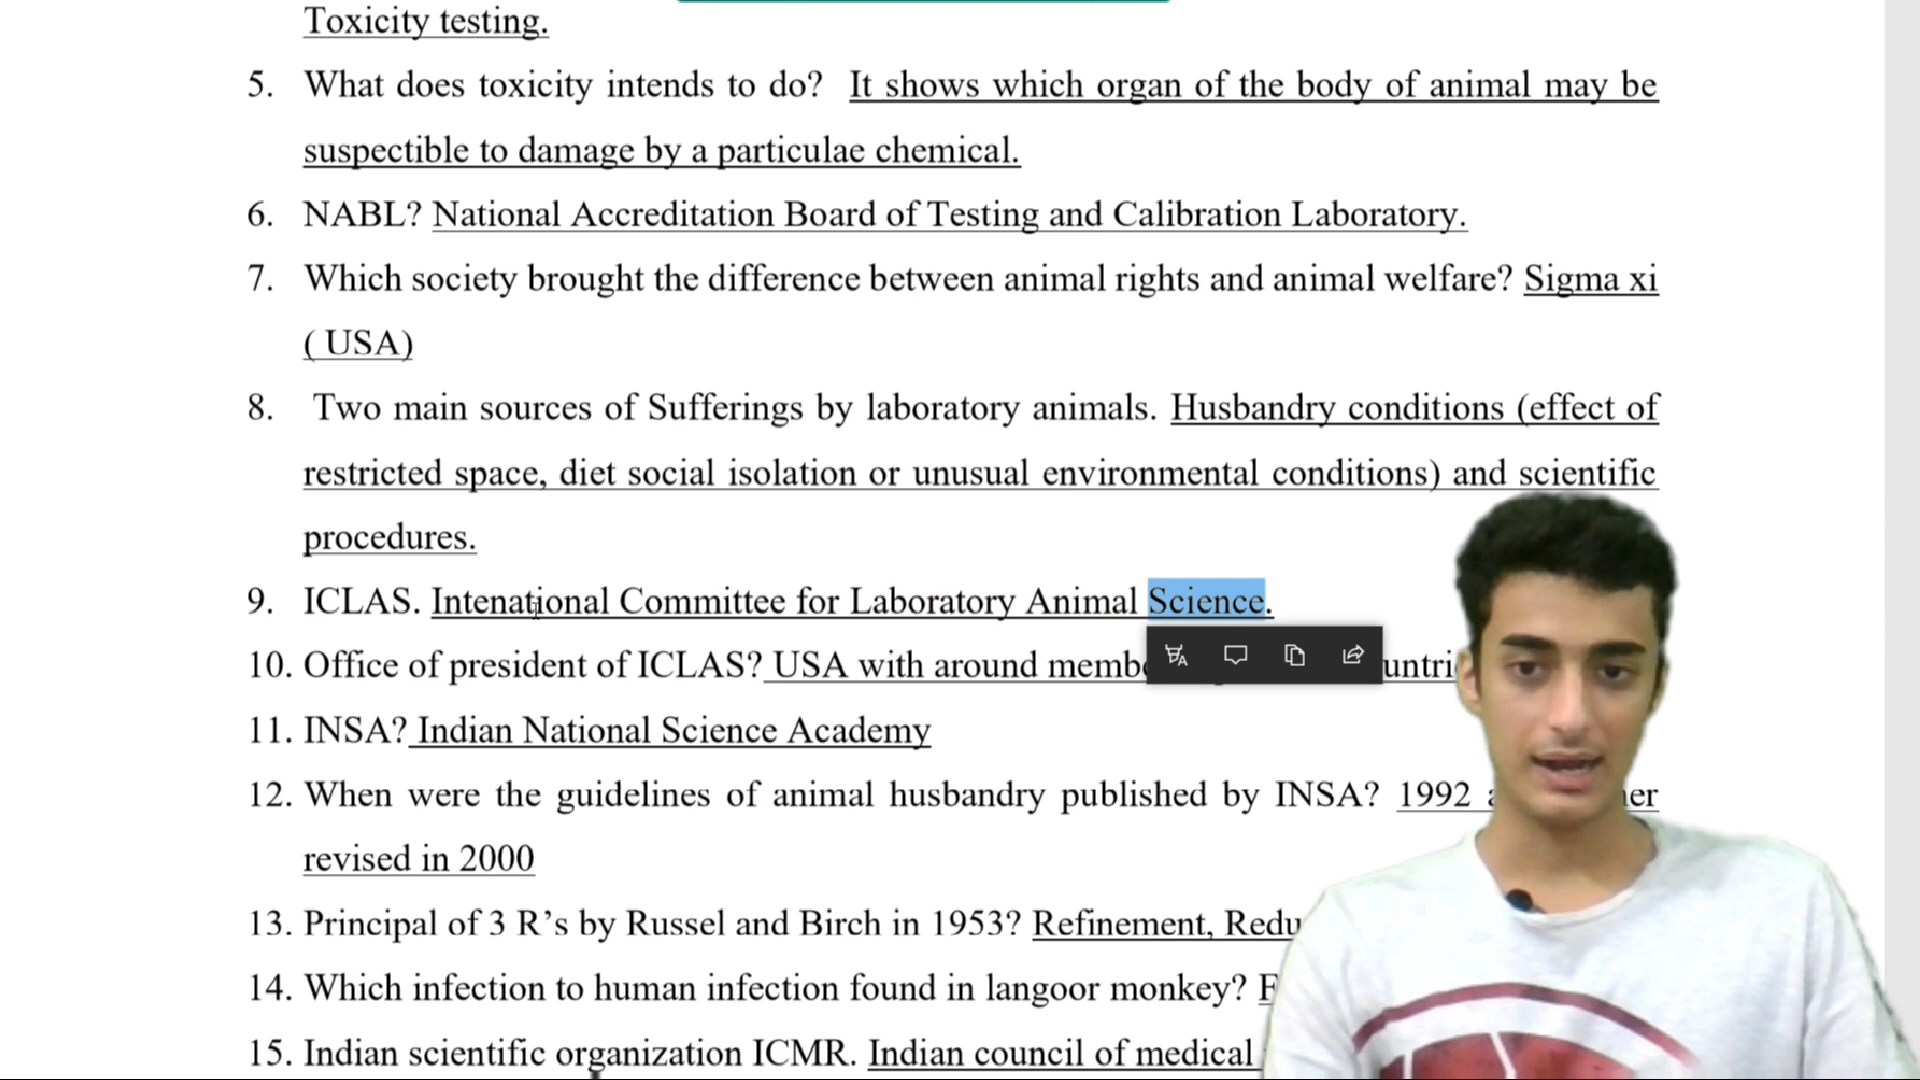 Toxicity testing.
5. What does toxicity intends to do? It shows which organ of the body of animal may be
suspectible to damage by a particulae chemical.
6. NABL? National Accreditation Board of Testing and Calibration Laboratory.
7. Which society brought the difference between animal rights and animal welfare? Sigma xi
( USA)
8. Two main sources of Sufferings by laboratory animals. Husbandry conditions (effect of
restricted space, diet social isolation or unusual environmental conditions) and scientific
procedures.
9. ICLAS. Intenational Committee for Laboratory Animal Science.
10. Office of president of ICLAS? USA with around
11. INSA? Indian National Science Academy
12. When were the guidelines of animal husbandry published by INSA? 1992
revised in 2000
13. Principal of 3 R’s by Russel and Birch in 1953? Refinement,
14. Which infection to human infection found in langoor monkey?
15. Indian scientific organization ICMR. Indian council of medical